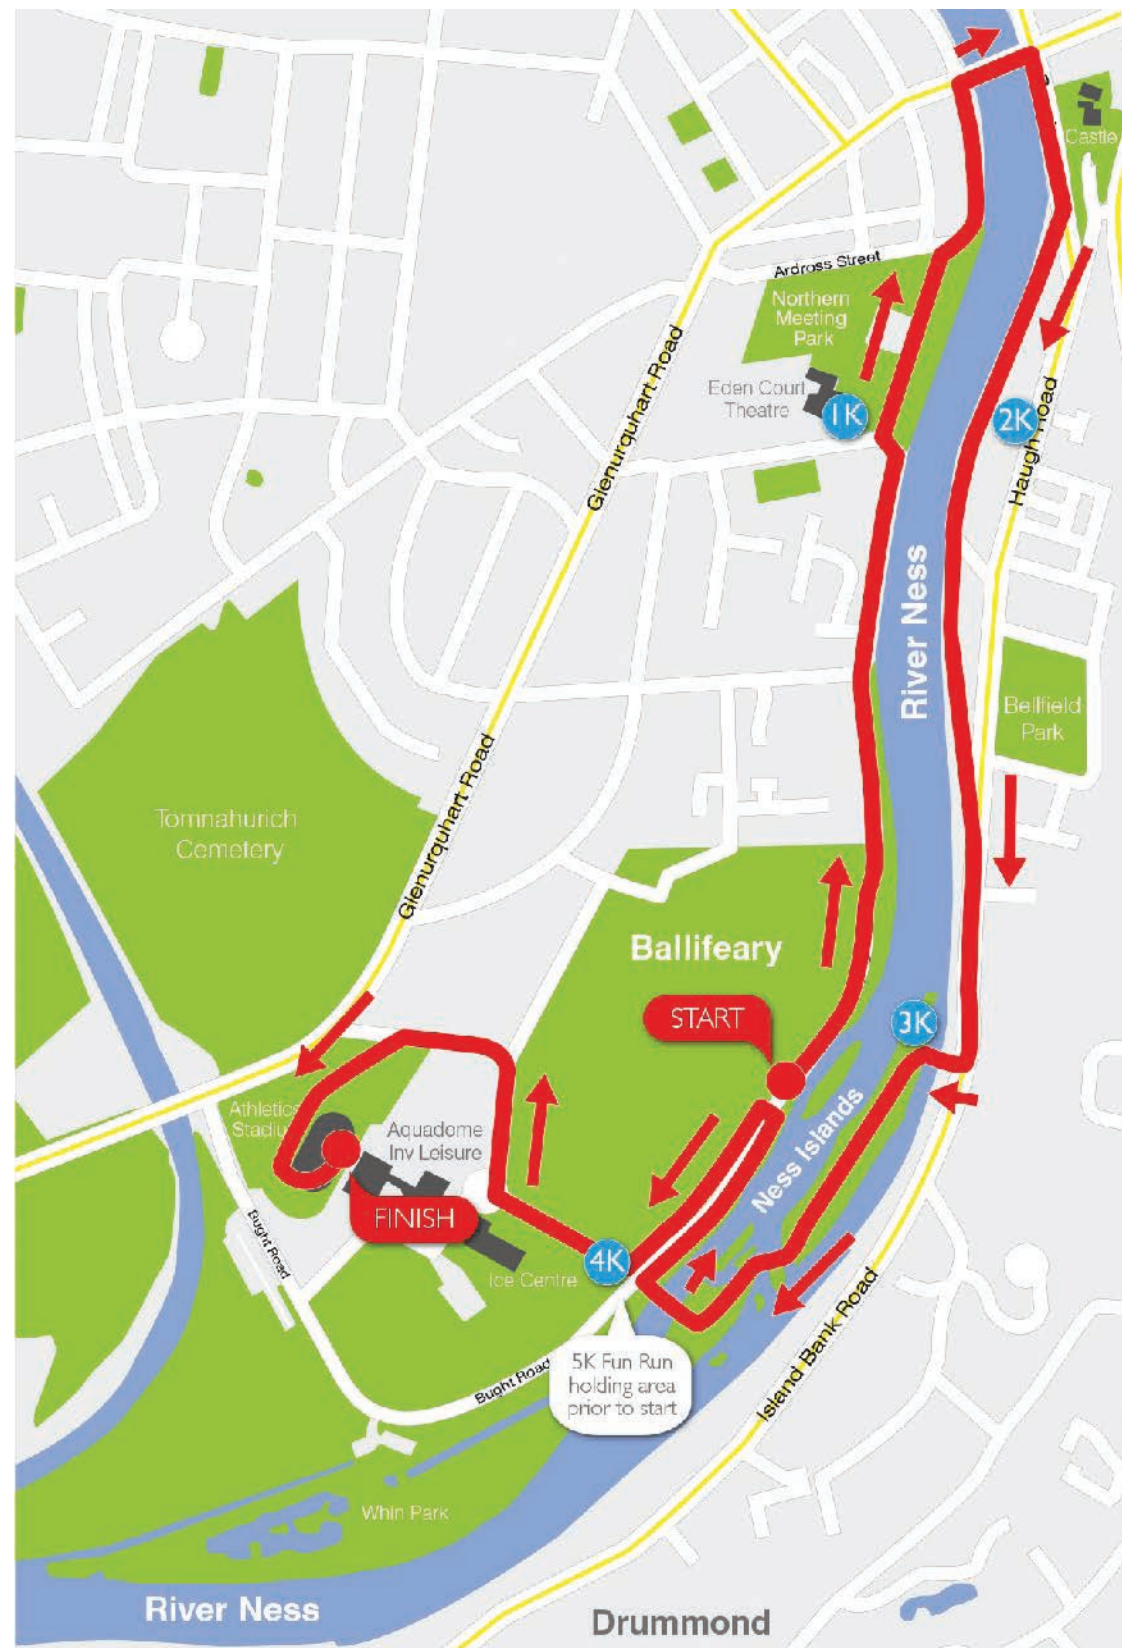 Castle
Ardross Street
Northern
Meeting
Park
Eden Court
Theatre
1K
2K
Glenurquhart Road
Haugh Road
River Ness
Bellfield
Park
Tomnahurich
Cemetery
Glenurquhart Road
Ballifeary
START
3K
Ness Islands
Athletics
Stadiu
Aquadome
Inv Leisure
FINISH
Bught Road
4K
Ice Centre
5K Fun Run
holding area
prior to start
Bught Road
Island Bank Road
Whin Park
River Ness
Drummond